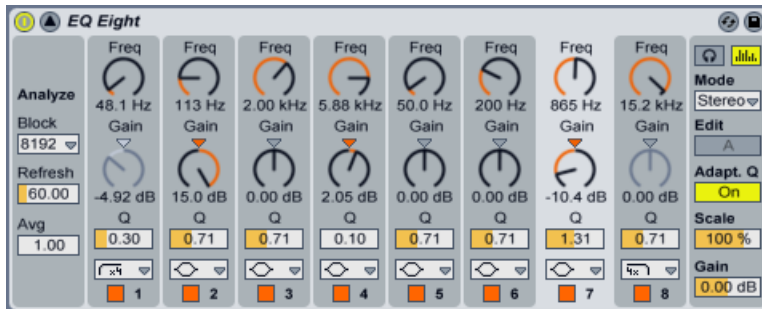 EQ Eight
Freq Freq Freq Freq Freq Freq Freq Freq
48.1 Hz 113 Hz 2.00 kHz 5.88 kHz 50.0 Hz 200 Hz 865 Hz 15.2 kHz
Gain Gain Gain Gain Gain Gain Gain Gain
-4.92 dB 15.0 dB 0.00 dB 2.05 dB 0.00 dB 0.00 dB -10.4 dB 0.00 dB
Q Q Q Q Q Q Q Q
0.30 0.71 0.71 0.10 0.71 0.71 1.31 0.71
x4 4x
1 2 3 4 5 6 7 8
Analyze
Block
8192
Refresh
60.00
Avg
1.00
Mode
Stereo
Edit
A
Adapt. Q
On
Scale
100 %
Gain
0.00 dB